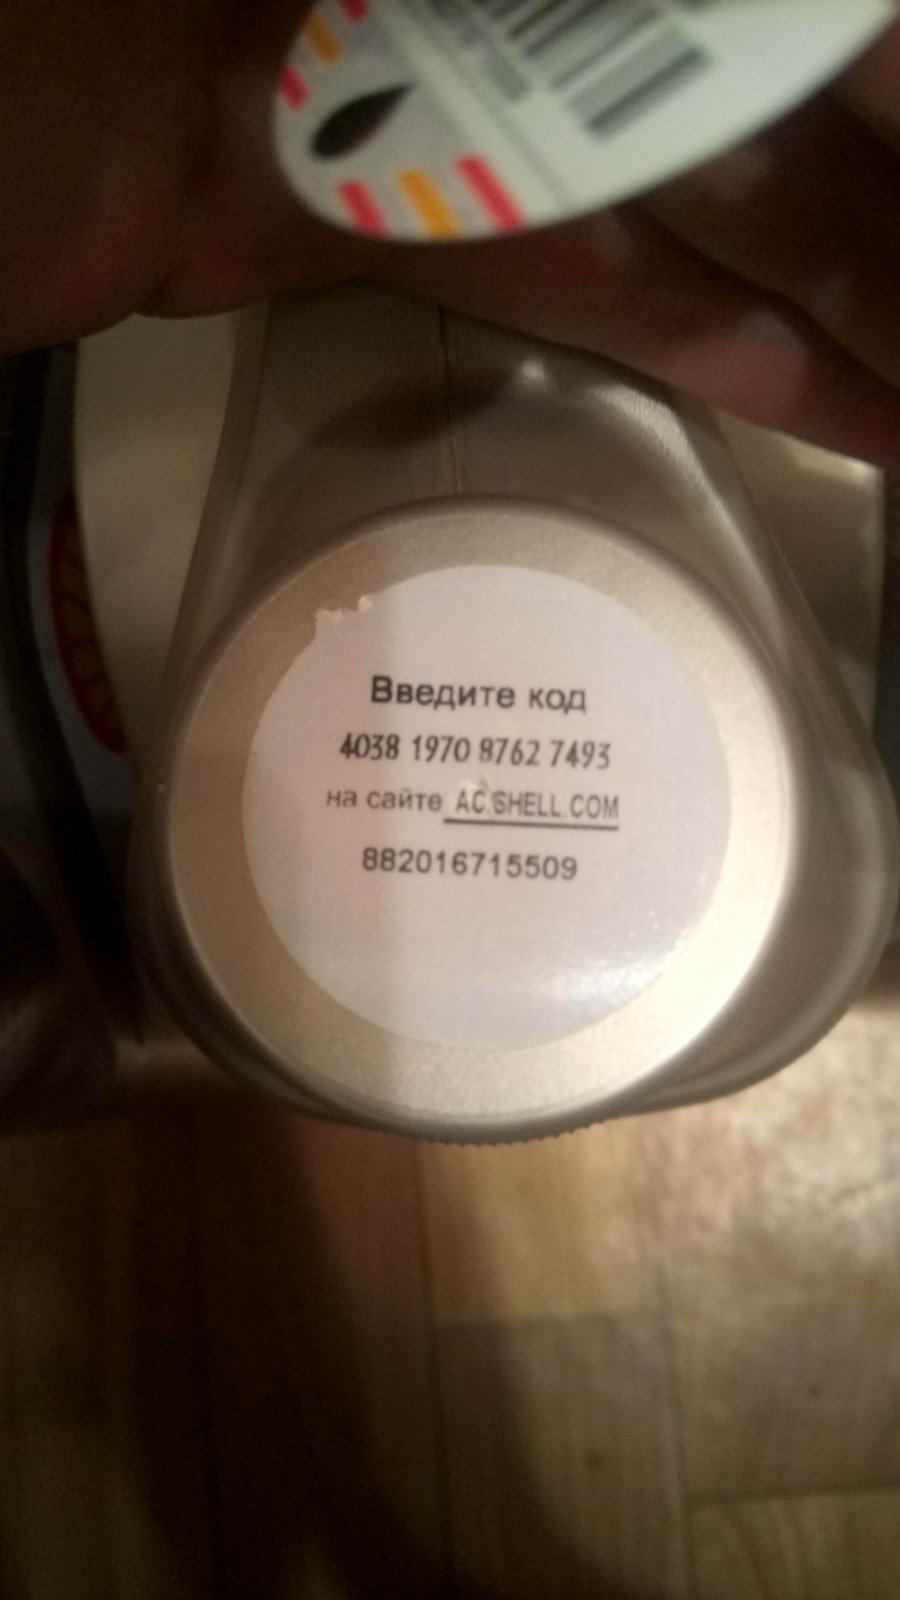 Введите код
4038 1970 8762 7493
на сайте AC.SHELL.COM
882016715509